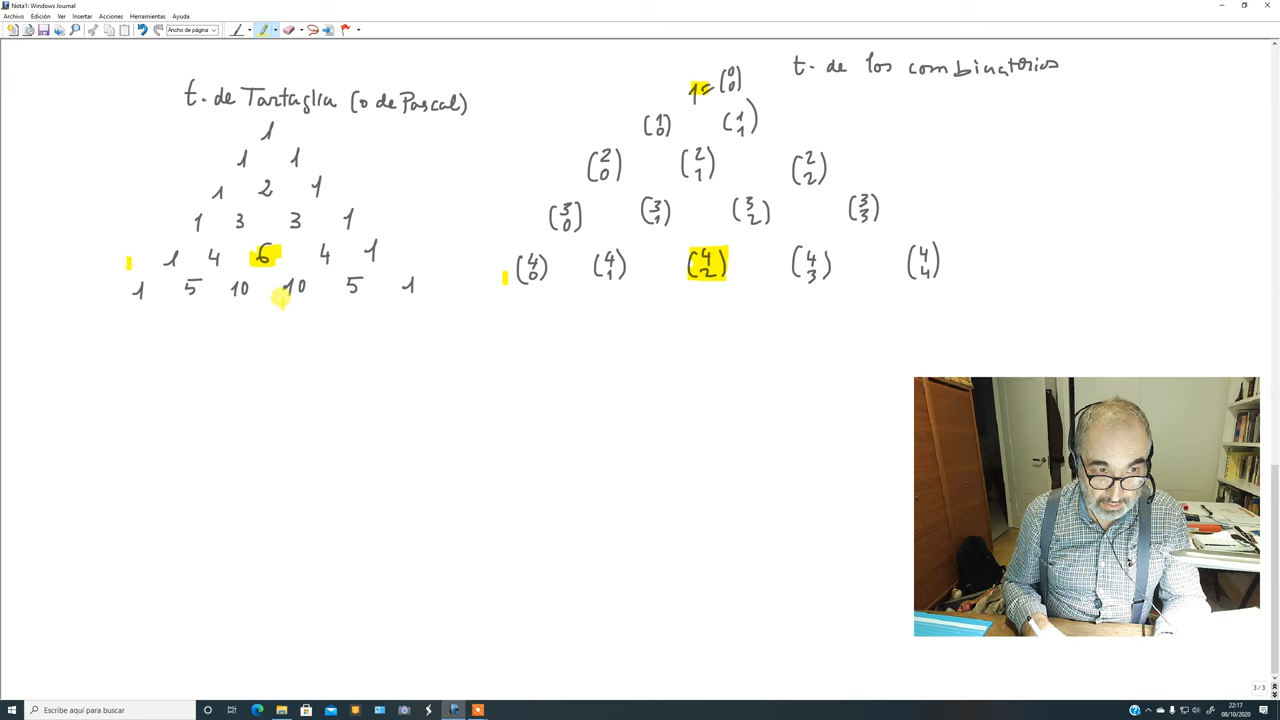 Nota1: Windows Journal
Archivo Edición Ver Insertar Acciones Herramientas Ayuda
Ancho de página
t. de Tartaglia (o de Pascal)
1
1 1
1 2 1
1 3 3 1
1 4 6 4 1
1 5 10 10 5 1
t. de los combinatorios
1 = (0 0)
(1 0) (1 1)
(2 0) (2 1) (2 2)
(3 0) (3 1) (3 2) (3 3)
(4 0) (4 1) (4 2) (4 3) (4 4)
3 / 3
Escribe aquí para buscar
22:17
08/10/2020